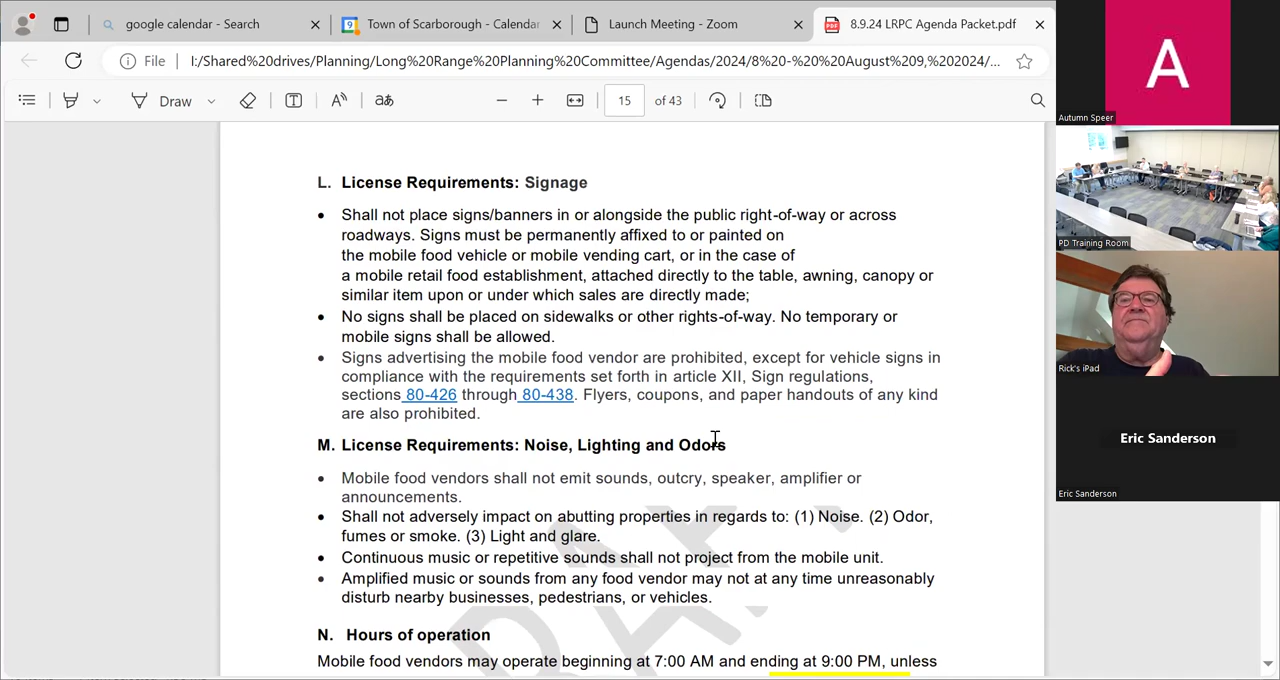 google calendar - Search
Town of Scarborough - Calendar
Launch Meeting - Zoom
8.9.24 LRPC Agenda Packet.pdf
File
I:/Shared%20drives/Planning/Long%20Range%20Planning%20Committee/Agendas/2024/8%20-%20%20August%209,%202024/...
Draw
aあ
15 of 43
L. License Requirements: Signage
• Shall not place signs/banners in or alongside the public right-of-way or across
roadways. Signs must be permanently affixed to or painted on
the mobile food vehicle or mobile vending cart, or in the case of
a mobile retail food establishment, attached directly to the table, awning, canopy or
similar item upon or under which sales are directly made;
• No signs shall be placed on sidewalks or other rights-of-way. No temporary or
mobile signs shall be allowed.
• Signs advertising the mobile food vendor are prohibited, except for vehicle signs in
compliance with the requirements set forth in article XII, Sign regulations,
sections 80-426 through 80-438. Flyers, coupons, and paper handouts of any kind
are also prohibited.
M. License Requirements: Noise, Lighting and Odors
• Mobile food vendors shall not emit sounds, outcry, speaker, amplifier or
announcements.
• Shall not adversely impact on abutting properties in regards to: (1) Noise. (2) Odor,
fumes or smoke. (3) Light and glare.
• Continuous music or repetitive sounds shall not project from the mobile unit.
• Amplified music or sounds from any food vendor may not at any time unreasonably
disturb nearby businesses, pedestrians, or vehicles.
N. Hours of operation
Mobile food vendors may operate beginning at 7:00 AM and ending at 9:00 PM, unless
A
Autumn Speer
PD Training Room
Rick's iPad
Eric Sanderson
Eric Sanderson